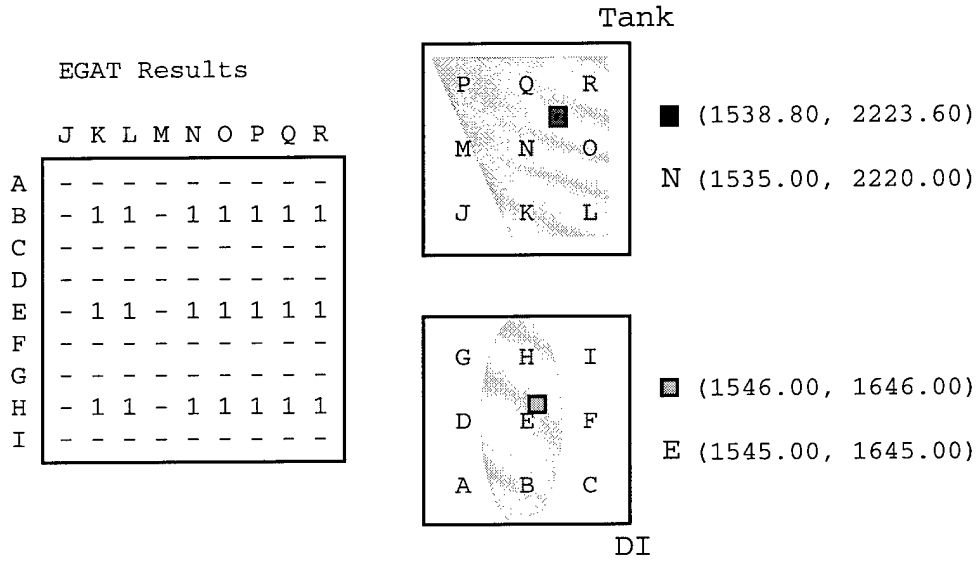 Tank
EGAT Results
J K L M N O P Q R
A - - - - - - - - -
B - 1 1 - 1 1 1 1 1
C - - - - - - - - -
D - - - - - - - - -
E - 1 1 - 1 1 1 1 1
F - - - - - - - - -
G - - - - - - - - -
H - 1 1 - 1 1 1 1 1
I - - - - - - - - -
P Q R
M N O
J K L
(1538.80, 2223.60)
N (1535.00, 2220.00)
G H I
D E F
A B C
(1546.00, 1646.00)
E (1545.00, 1645.00)
DI